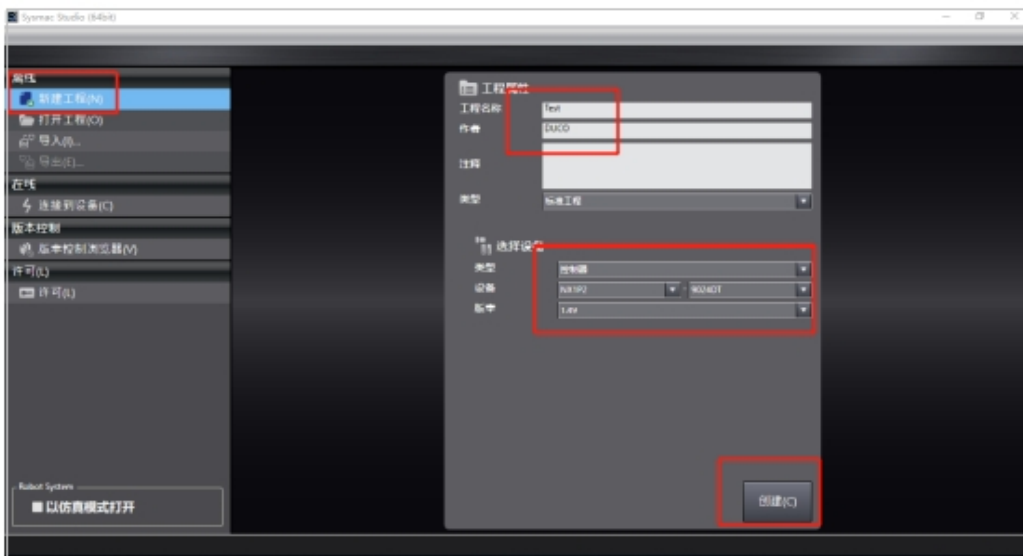 Sysmac Studio (64bit)
离线
新建工程(N)
打开工程(O)
导入(I)...
导出(E)...
在线
连接到设备(C)
版本控制
版本控制浏览器(V)
许可(L)
许可(L)
Robot System
以仿真模式打开
工程属性
工程名称 Test
作者 DUCO
注释
类型 标准工程
选择设备
类型 控制器
设备 NX1P2 - 9024DT
版本
创建(C)